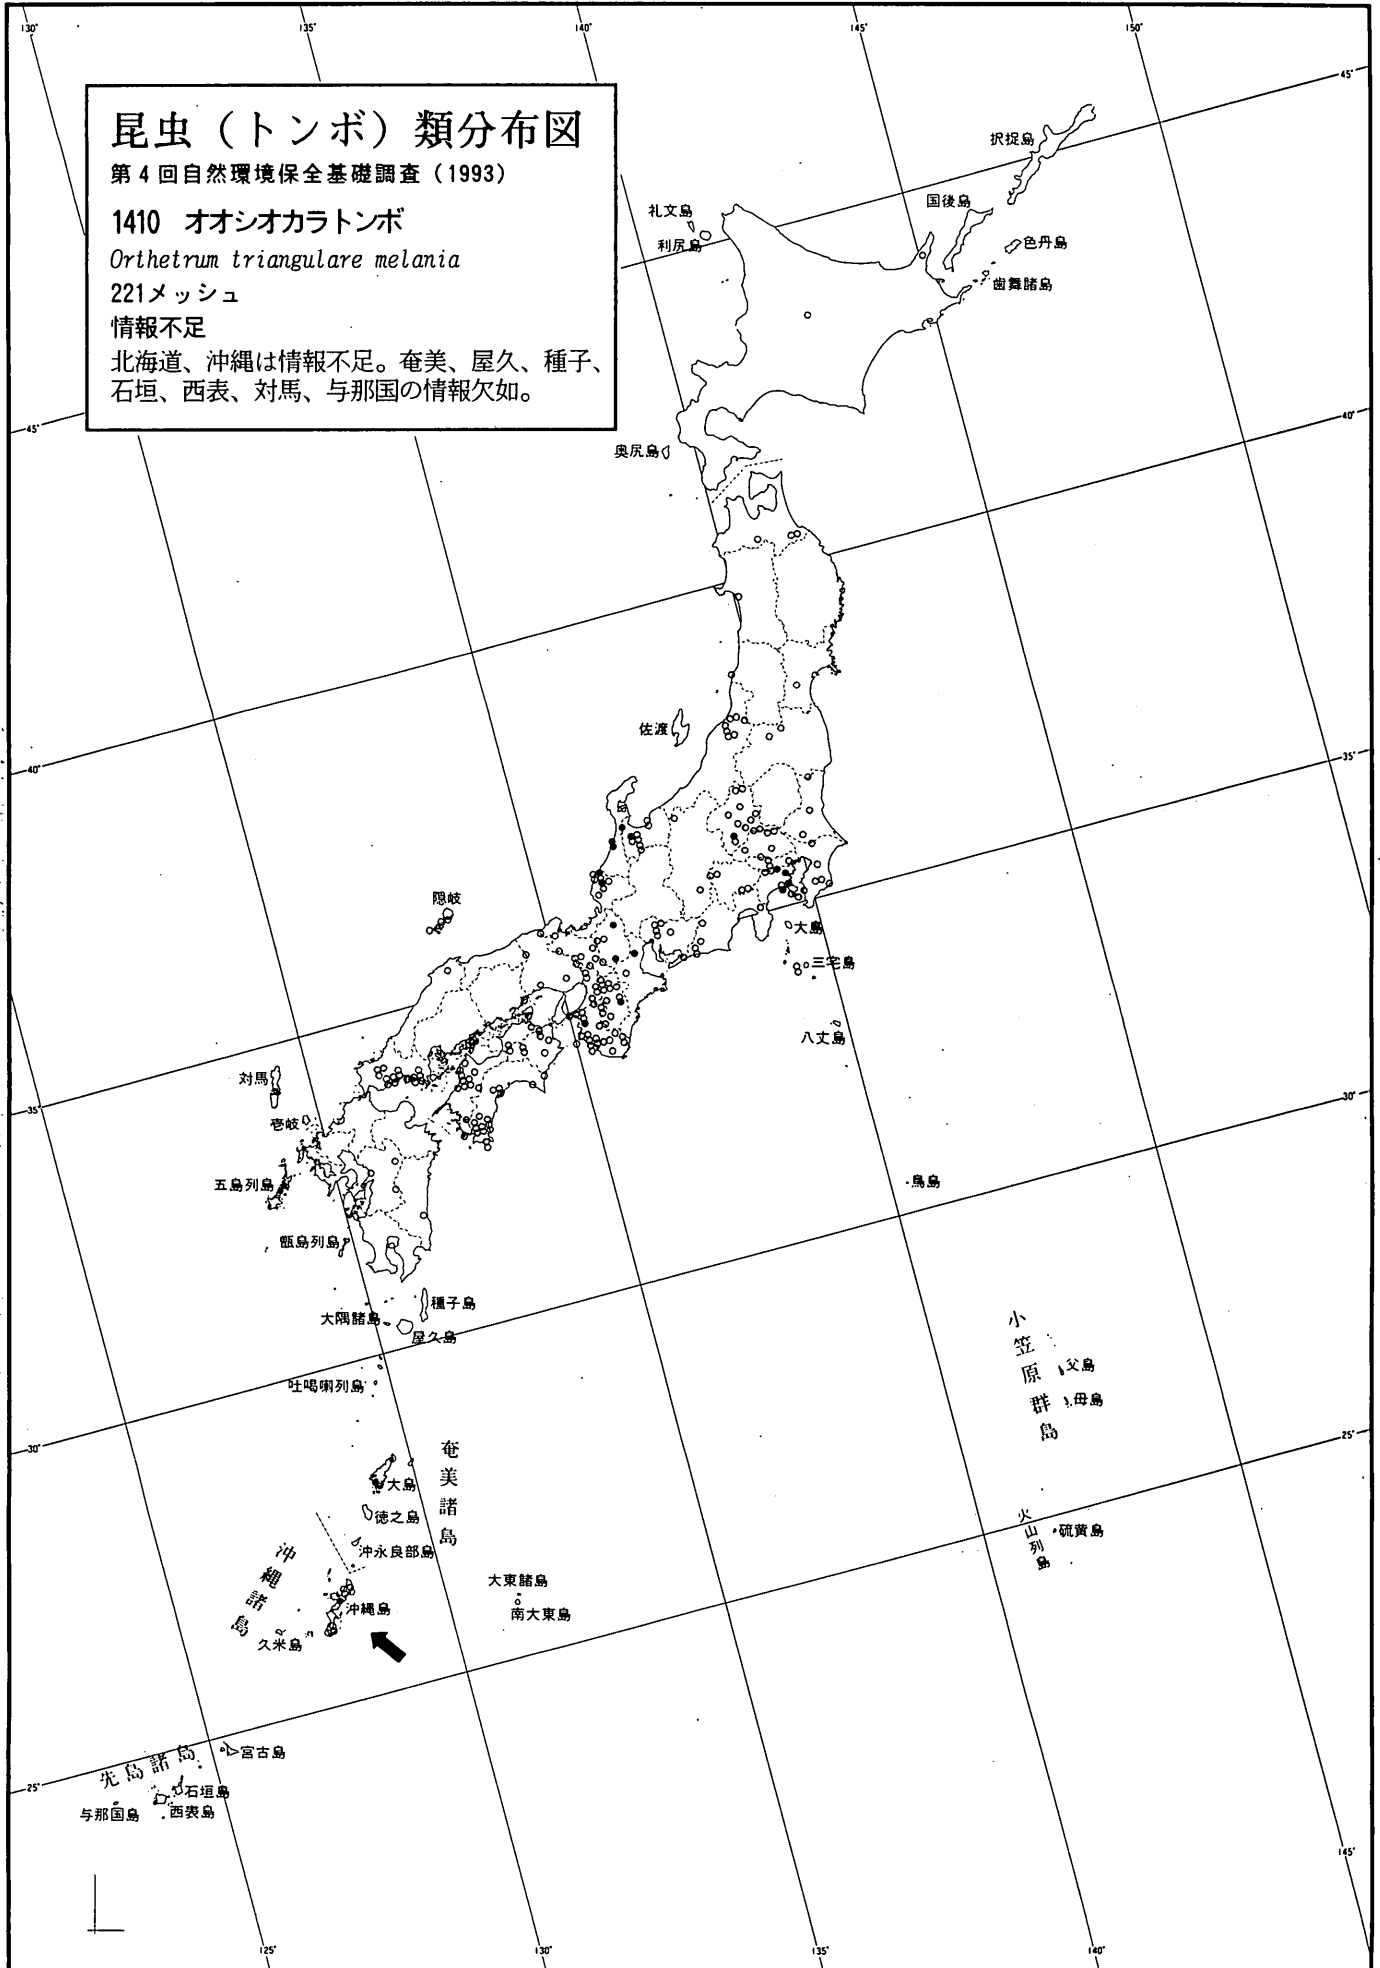 130° 135° 140° 145° 150°
昆虫（トンボ）類分布図
第4回自然環境保全基礎調査（1993）
1410 オオシオカラトンボ
Orthetrum triangulare melania
221メッシュ
情報不足
北海道、沖縄は情報不足。奄美、屋久、種子、
石垣、西表、対馬、与那国の情報欠如。
45°
択捉島
国後島
礼文島
利尻島
色丹島
歯舞諸島
45°
40°
奥尻島
佐渡
40°
35°
隠岐
大島
三宅島
八丈島
対馬
35°
壱岐
30°
五島列島
鳥島
甑島列島
種子島
大隅諸島
屋久島
小笠原群島
父島
吐噶喇列島
母島
30°
25°
奄美諸島
大島
徳之島
火山列島
硫黄島
沖永良部島
沖縄諸島
大東諸島
沖縄島
南大東島
久米島
宮古島
先島諸島
25°
石垣島
与那国島
西表島
145°
125° 130° 135° 140°